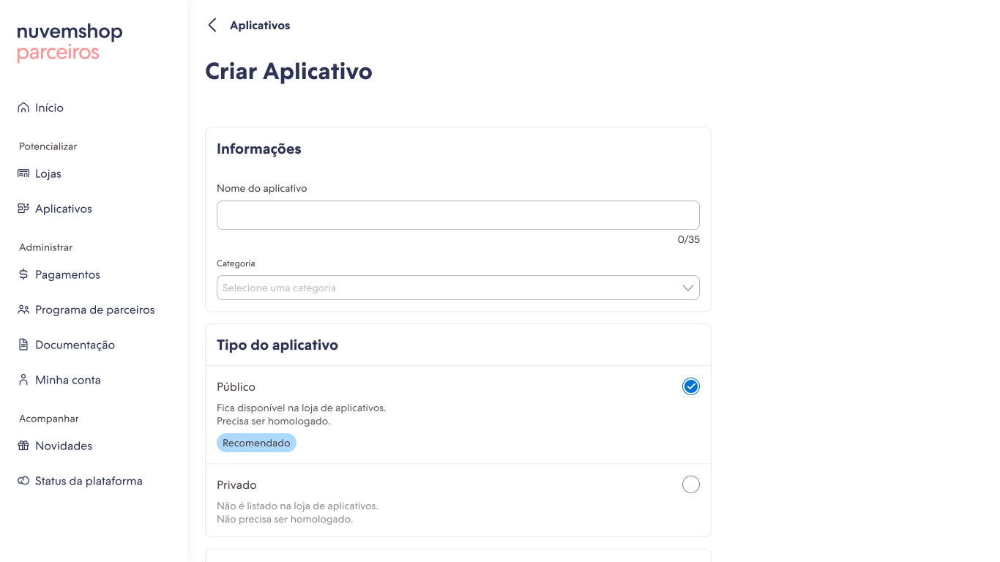 nuvemshop
parceiros
Início
Potencializar
Lojas
Aplicativos
Administrar
Pagamentos
Programa de parceiros
Documentação
Minha conta
Acompanhar
Novidades
Status da plataforma
Aplicativos
Criar Aplicativo
Informações
Nome do aplicativo
0/35
Categoria
Selecione uma categoria
Tipo do aplicativo
Público
Fica disponível na loja de aplicativos.
Precisa ser homologado.
Recomendado
Privado
Não é listado na loja de aplicativos.
Não precisa ser homologado.